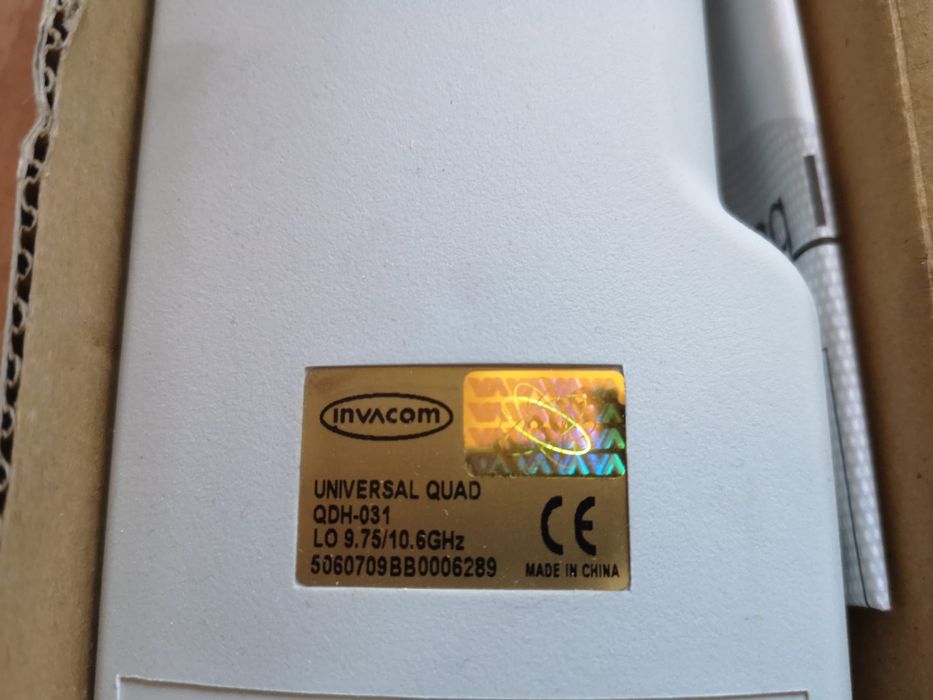 INVACOM
UNIVERSAL QUAD
QDH-031
LO 9.75/10.6GHz
5060709BB0006289
CE
MADE IN CHINA